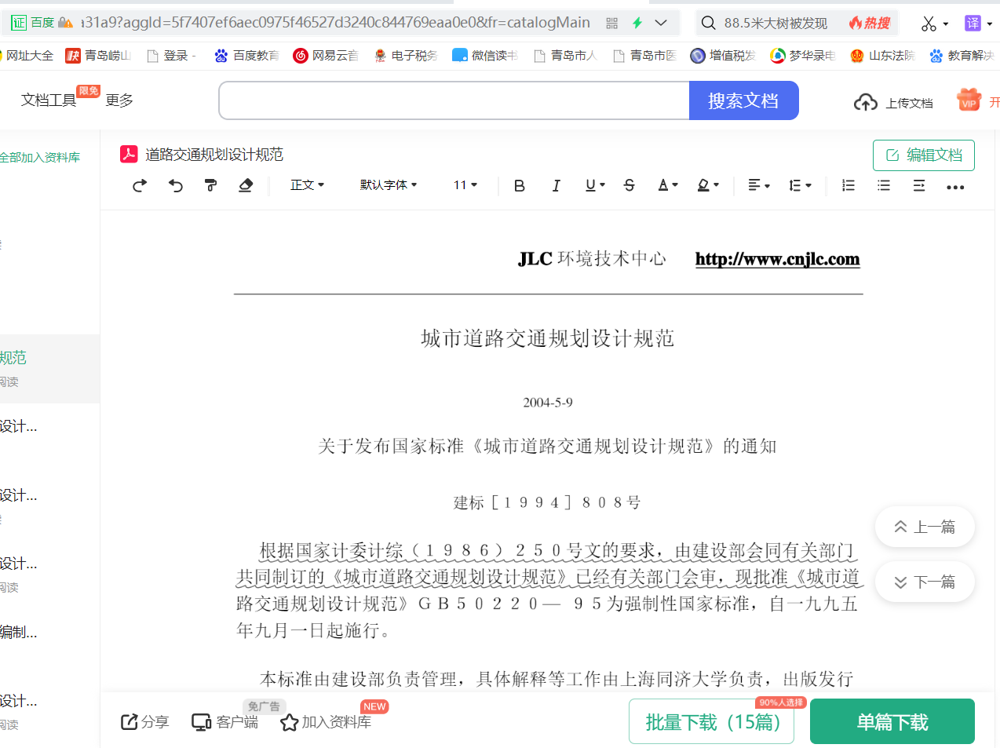 证 百度 a31a9?aggId=5f7407ef6aec0975f46527d3240c844769eaa0e0&fr=catalogMain 88.5米大树被发现 热搜 译
网址大全 快 青岛崂山 登录 - 百度教育 网易云音 电子税务 微信读书 青岛市人 青岛市医 增值税发 梦华录电 山东法院 教育解决
文档工具 限免 更多 搜索文档 上传文档 VIP 开
全部加入资料库 道路交通规划设计规范 编辑文档
正文 默认字体 11 B I U S A
JLC 环境技术中心 http://www.cnjlc.com
城市道路交通规划设计规范
规范
阅读
2004-5-9
设计...
关于发布国家标准《城市道路交通规划设计规范》的通知
设计...
建标［１９９４］８０８号
上一篇
根据国家计委计综（１９８６）２５０号文的要求，由建设部会同有关部门
设计...
共同制订的《城市道路交通规划设计规范》已经有关部门会审，现批准《城市道
阅读
下一篇
路交通规划设计规范》ＧＢ５０２２０— ９５为强制性国家标准，自一九九五
编制...
年九月一日起施行。
本标准由建设部负责管理，具体解释等工作由上海同济大学负责，出版发行
设计...
阅读
分享 客户端 免广告 加入资料库 NEW 批量下载（15篇） 90%人选择 单篇下载